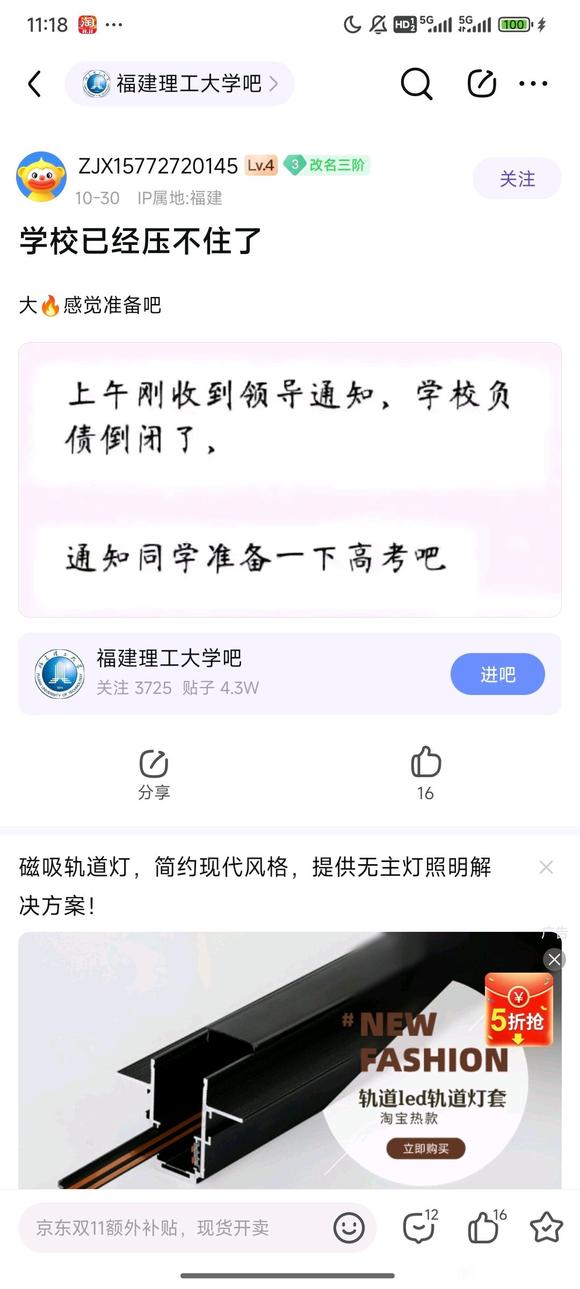 11:18 淘 11.11 ··· HD 5G 5G 100
福建理工大学吧
ZJX15772720145 Lv.4 3 改名三阶
关注
10-30 IP属地:福建
学校已经压不住了
大🔥感觉准备吧
上午刚收到领导通知，学校负
债倒闭了，
通知同学准备一下高考吧
福建理工大学吧
关注 3725 贴子 4.3W
进吧
分享
16
磁吸轨道灯，简约现代风格，提供无主灯照明解
决方案！
广告
¥
5折抢
#NEW
FASHION
轨道led轨道灯套
淘宝热款
立即购买
京东双11额外补贴，现货开卖
12
16